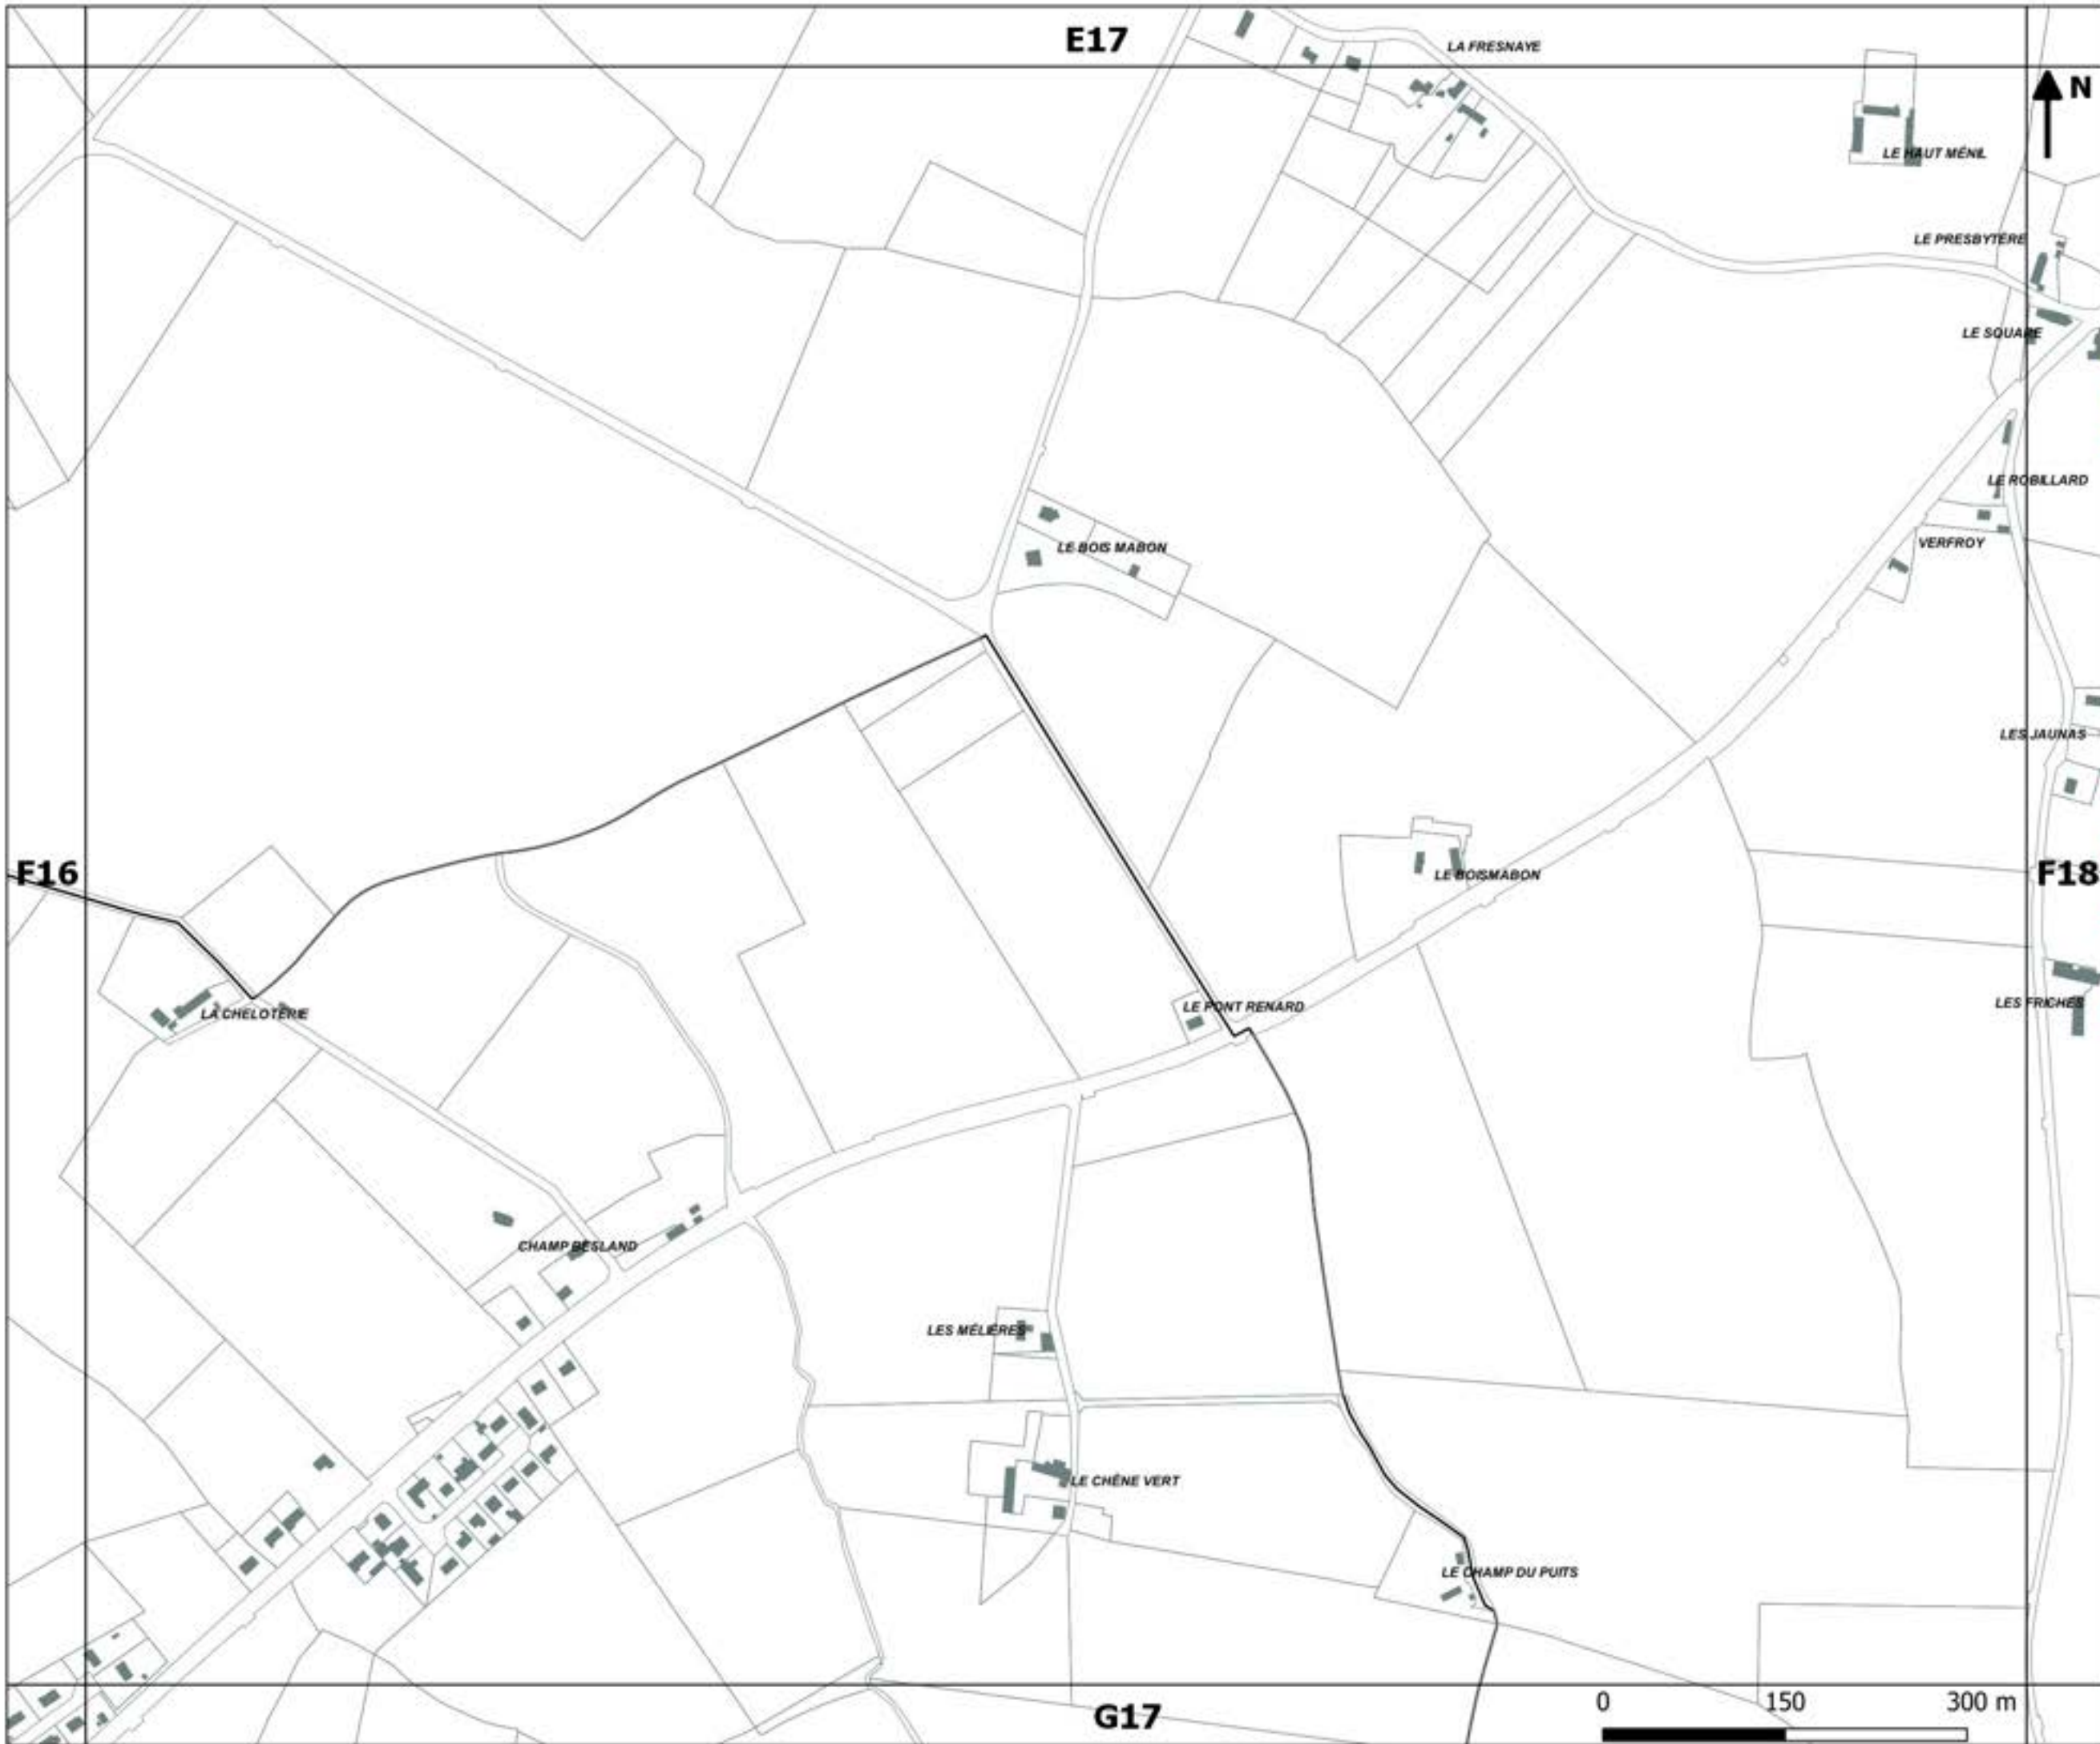 E17
LA FRESNAYE
N
LE HAUT MÉNIL
LE PRESBYTÈRE
LE SQUARE
LE ROBILLARD
VERFROY
LE BOIS MABON
LES JAUNAS
F16
LE BOISMABON
F18
LE PONT RENARD
LES FRICHES
LA CHELOTERIE
CHAMP BESLAND
LES MÉLIÈRES
LE CHÊNE VERT
LE CHAMP DU PUITS
G17
0 150 300 m